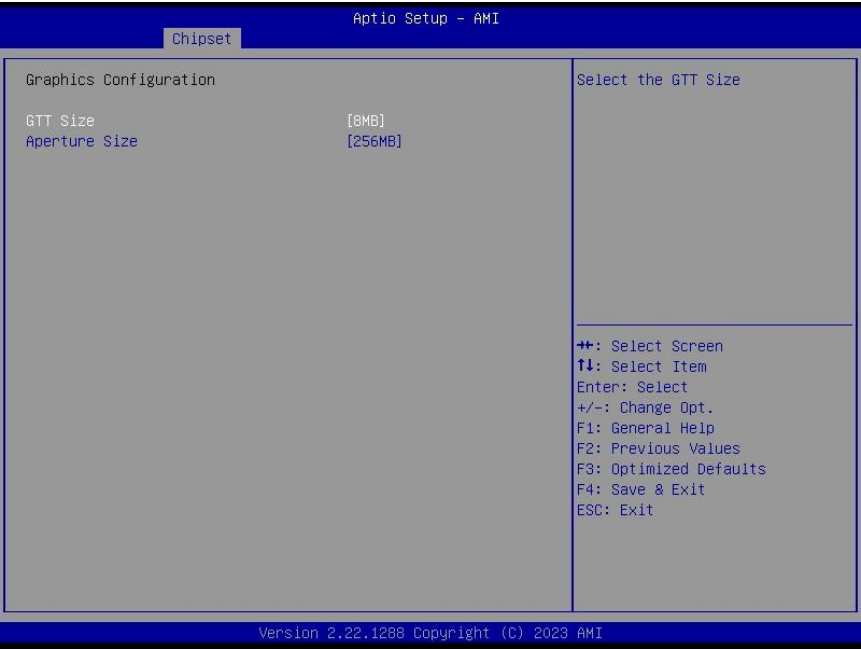 Aptio Setup – AMI
Chipset
Graphics Configuration
GTT Size [8MB]
Aperture Size [256MB]
Select the GTT Size
→←: Select Screen
↑↓: Select Item
Enter: Select
+/-: Change Opt.
F1: General Help
F2: Previous Values
F3: Optimized Defaults
F4: Save & Exit
ESC: Exit
Version 2.22.1288 Copyright (C) 2023 AMI